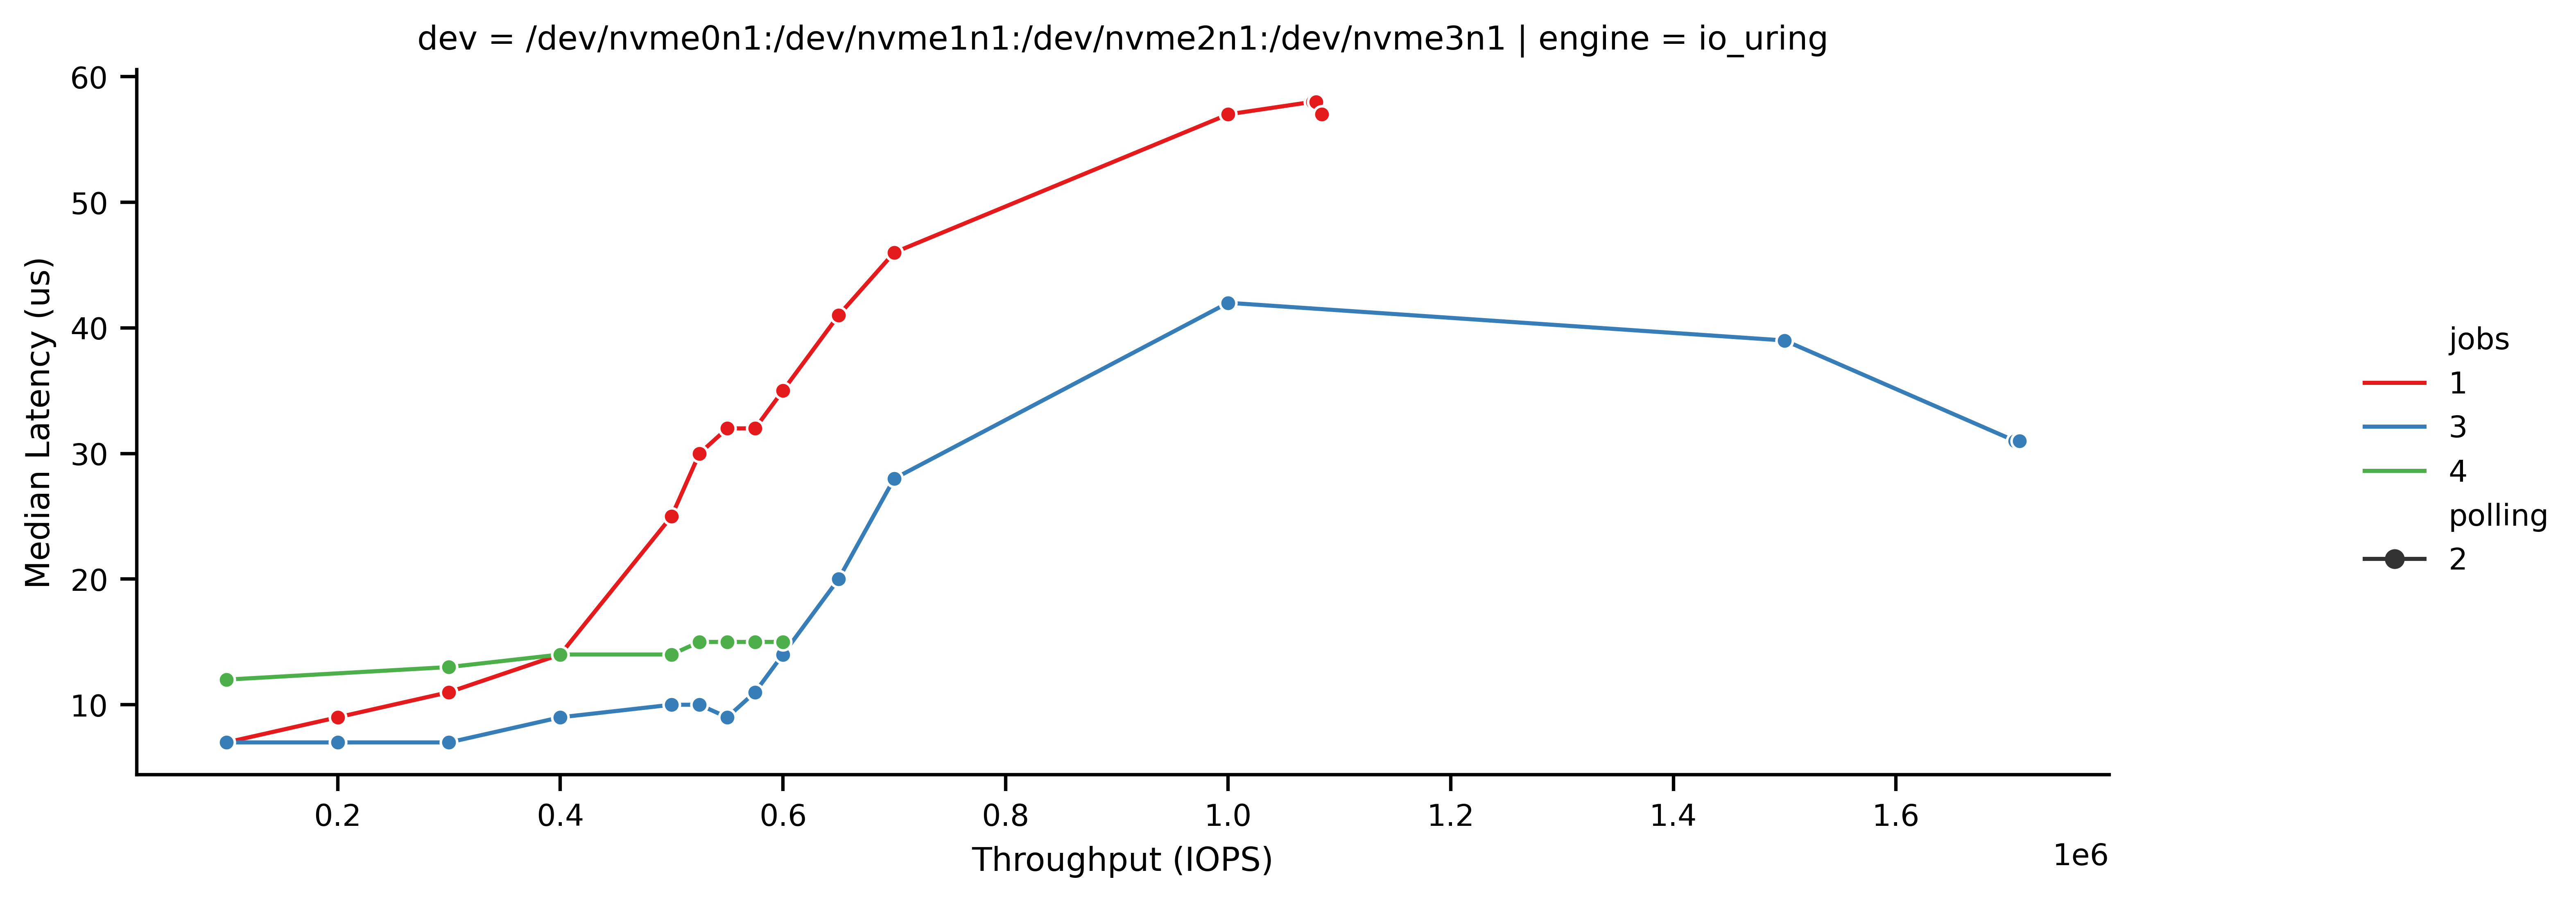 dev = /dev/nvme0n1:/dev/nvme1n1:/dev/nvme2n1:/dev/nvme3n1 | engine = io_uring
60
50
40
30
20
10
Median Latency (us)
0.2 0.4 0.6 0.8 1.0 1.2 1.4 1.6
1e6
Throughput (IOPS)
jobs
1
3
4
polling
2